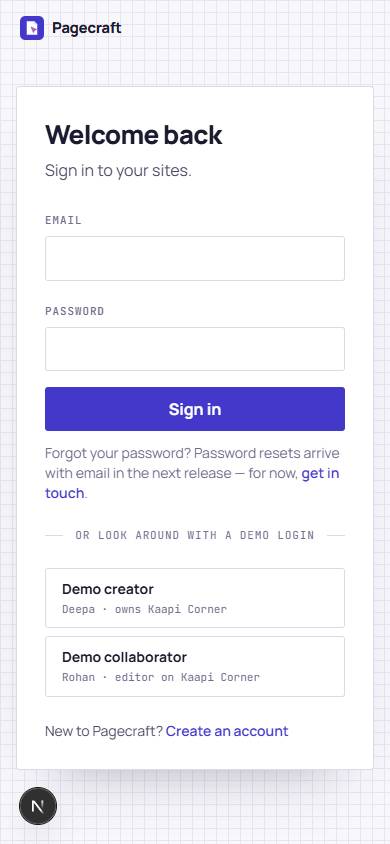 Pagecraft
Welcome back
Sign in to your sites.
EMAIL
PASSWORD
Sign in
Forgot your password? Password resets arrive
with email in the next release — for now, get in
touch.
OR LOOK AROUND WITH A DEMO LOGIN
Demo creator
Deepa · owns Kaapi Corner
Demo collaborator
Rohan · editor on Kaapi Corner
New to Pagecraft? Create an account
N